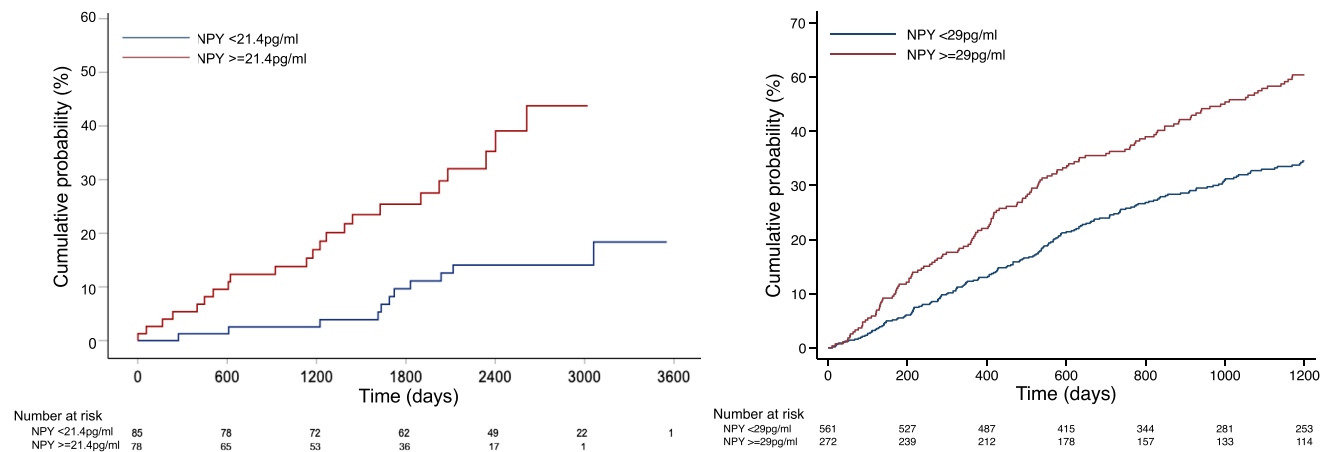 60
50
40
30
20
10
0
Cumulative probability (%)
NPY <21.4pg/ml
NPY >=21.4pg/ml
0 600 1200 1800 2400 3000 3600
Time (days)
Number at risk
NPY <21.4pg/ml 85 78 72 62 49 22 1
NPY >=21.4pg/ml 78 65 53 36 17 1
70
60
50
40
30
20
10
0
Cumulative probability (%)
NPY <29pg/ml
NPY >=29pg/ml
0 200 400 600 800 1000 1200
Time (days)
Number at risk
NPY <29pg/ml 561 527 487 415 344 281 253
NPY >=29pg/ml 272 239 212 178 157 133 114